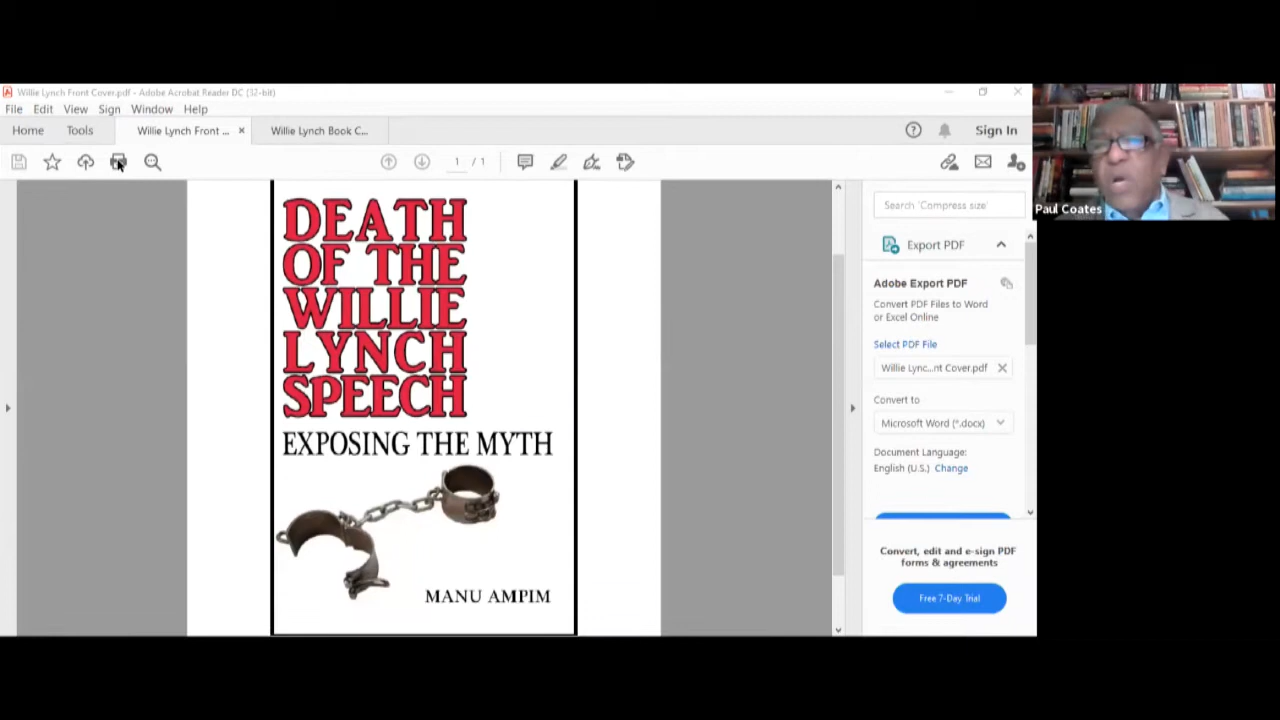 Willie Lynch Front Cover.pdf - Adobe Acrobat Reader DC (32-bit)
File Edit View Sign Window Help
Home Tools Willie Lynch Front ... × Willie Lynch Book C... Sign In
1 / 1
DEATH
OF THE
WILLIE
LYNCH
SPEECH
EXPOSING THE MYTH
MANU AMPIM
Search 'Compress size'
Export PDF
Adobe Export PDF
Convert PDF Files to Word
or Excel Online
Select PDF File
Willie Lync...nt Cover.pdf
Convert to
Microsoft Word (*.docx)
Document Language:
English (U.S.) Change
Convert, edit and e-sign PDF
forms & agreements
Free 7-Day Trial
Paul Coates